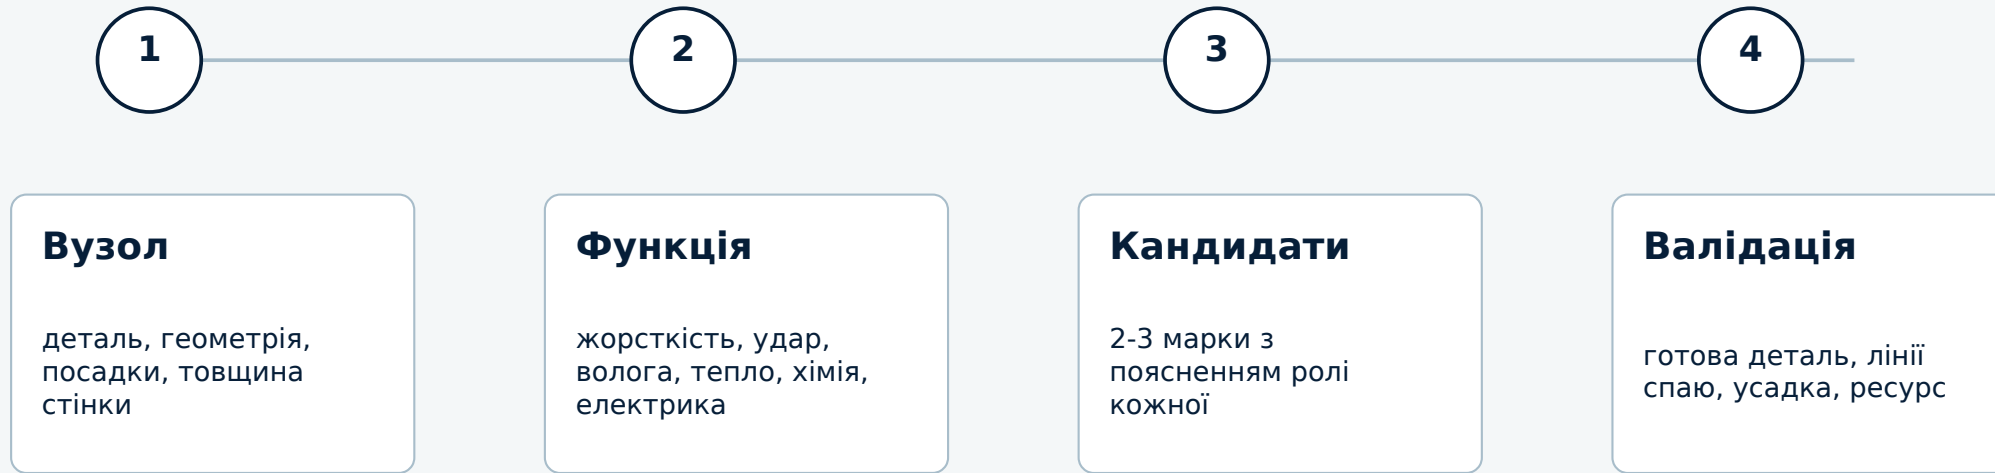 1
2
3
4
Вузол
деталь, геометрія,
посадки, товщина
стінки
Функція
жорсткість, удар,
волога, тепло, хімія,
електрика
Кандидати
2-3 марки з
поясненням ролі
кожної
Валідація
готова деталь, лінії
спаю, усадка, ресурс